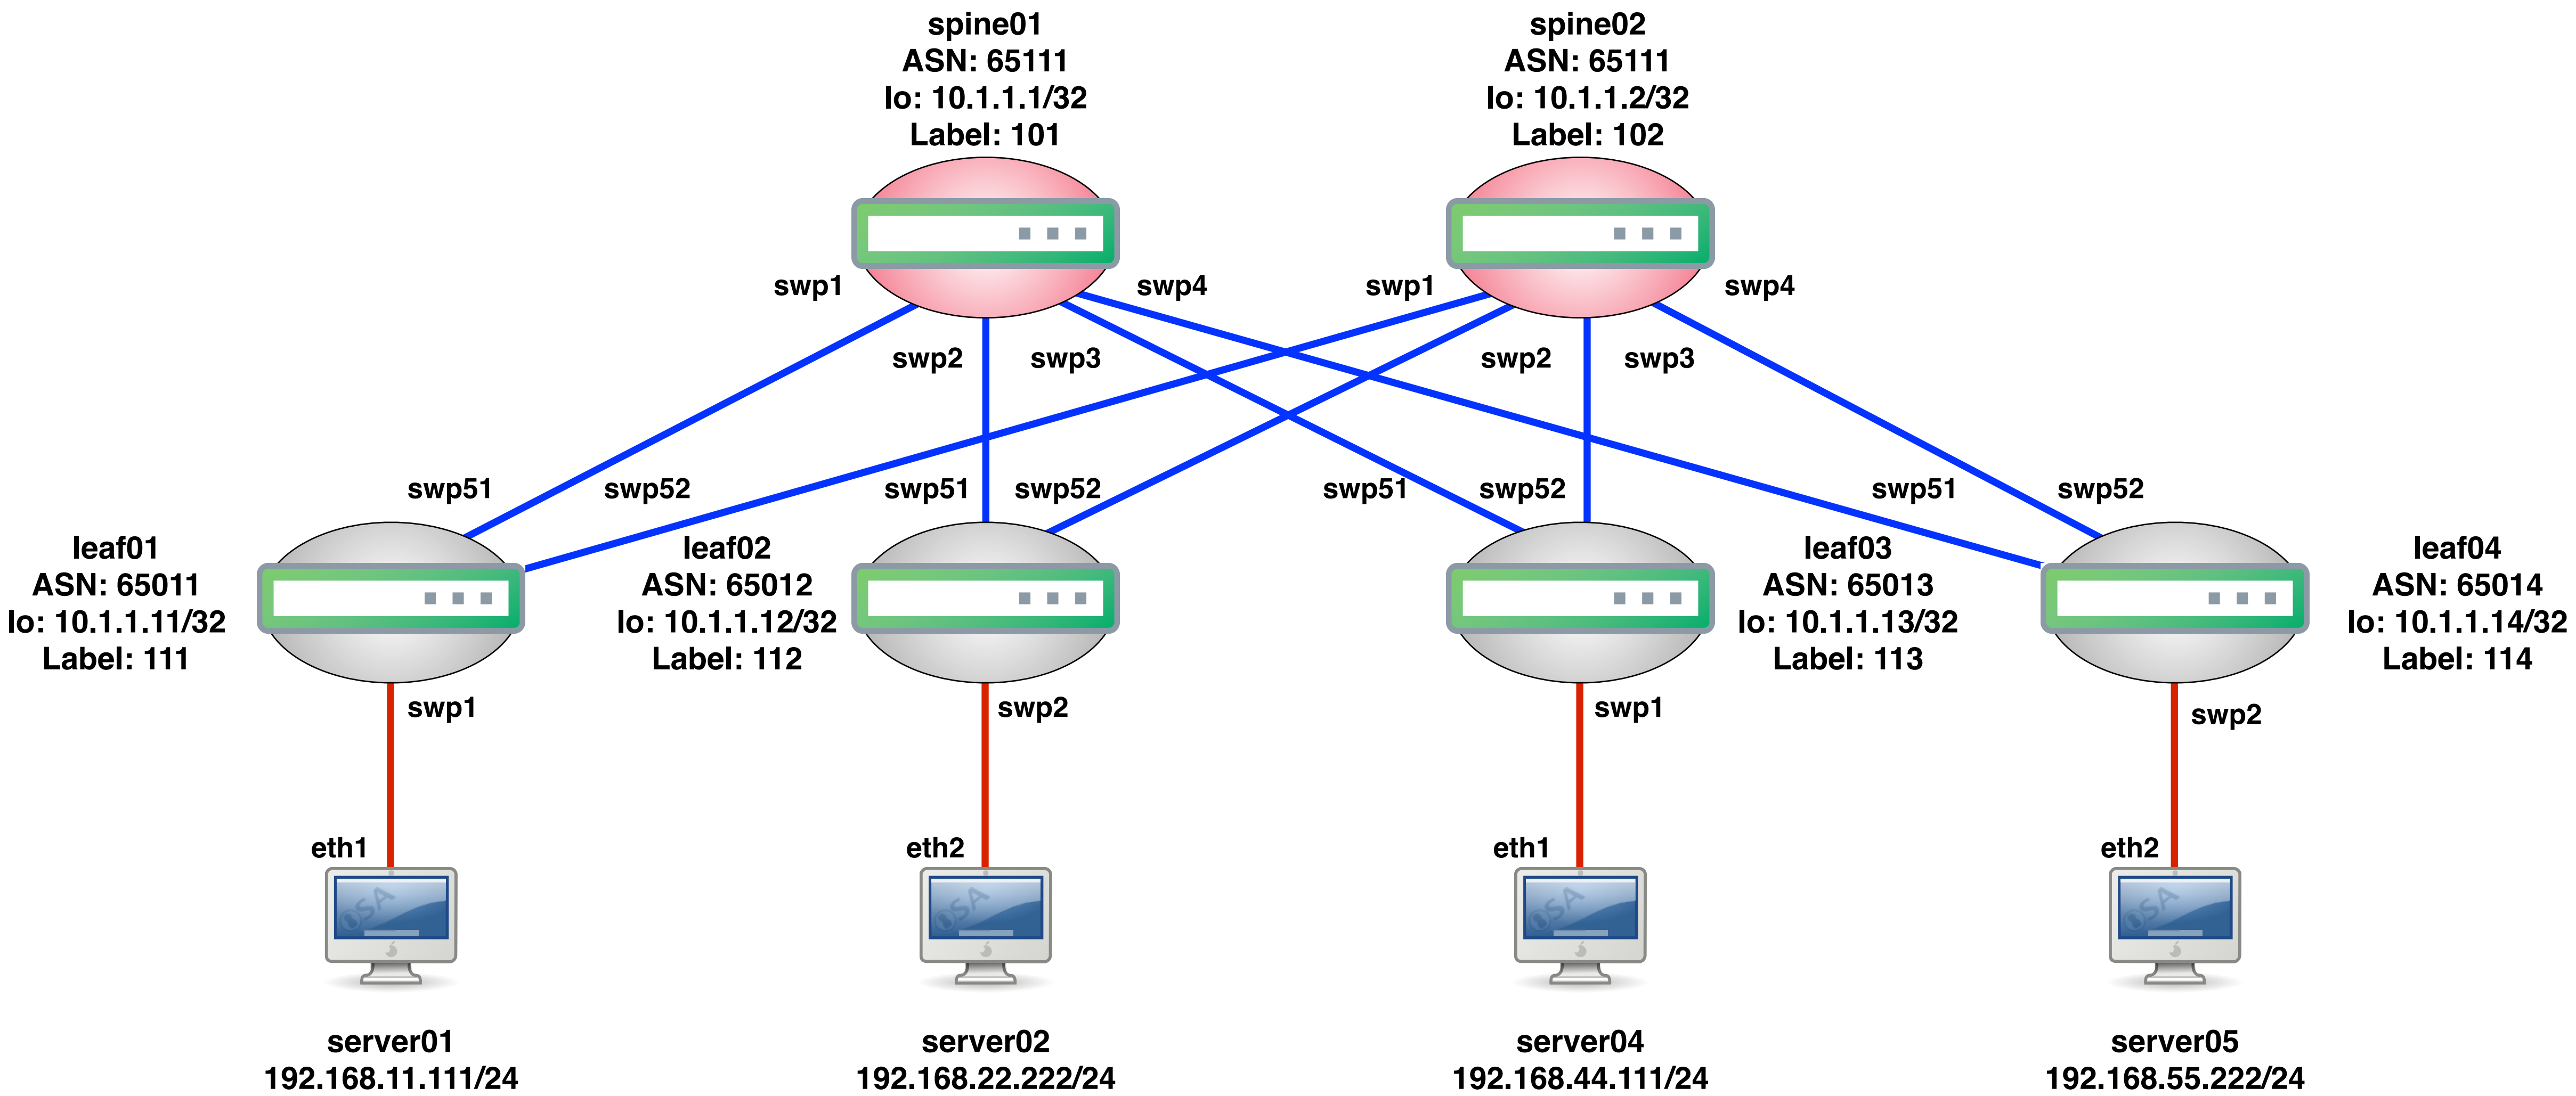 spine01
ASN: 65111
lo: 10.1.1.1/32
Label: 101
spine02
ASN: 65111
lo: 10.1.1.2/32
Label: 102
swp1
swp4
swp1
swp4
swp2
swp3
swp2
swp3
swp51
swp52
swp51
swp52
swp51
swp52
swp51
swp52
leaf01
ASN: 65011
lo: 10.1.1.11/32
Label: 111
leaf02
ASN: 65012
lo: 10.1.1.12/32
Label: 112
leaf03
ASN: 65013
lo: 10.1.1.13/32
Label: 113
leaf04
ASN: 65014
lo: 10.1.1.14/32
Label: 114
swp1
swp2
swp1
swp2
eth1
eth2
eth1
eth2
SA
SA
SA
SA
server01
192.168.11.111/24
server02
192.168.22.222/24
server04
192.168.44.111/24
server05
192.168.55.222/24